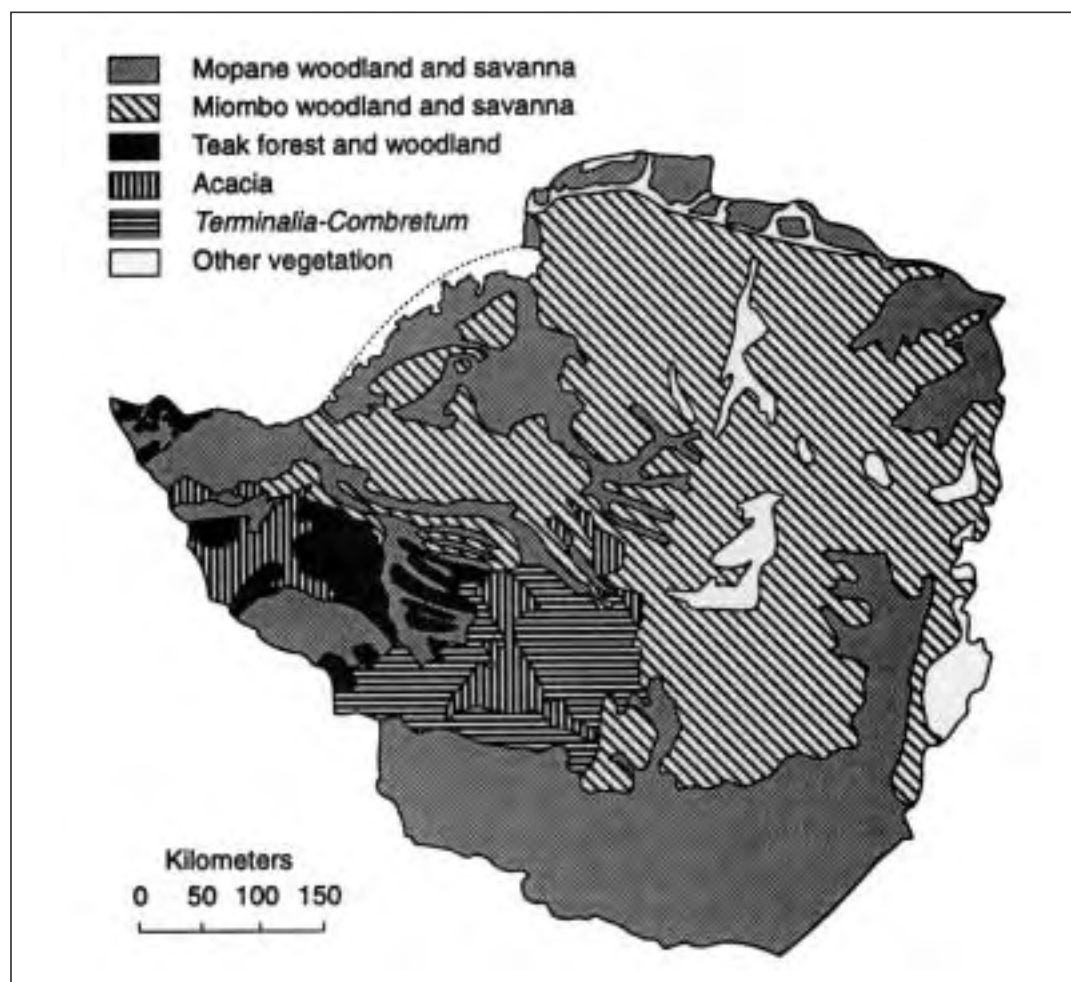 Mopane woodland and savanna
Miombo woodland and savanna
Teak forest and woodland
Acacia
Terminalia-Combretum
Other vegetation
Kilometers
0 50 100 150